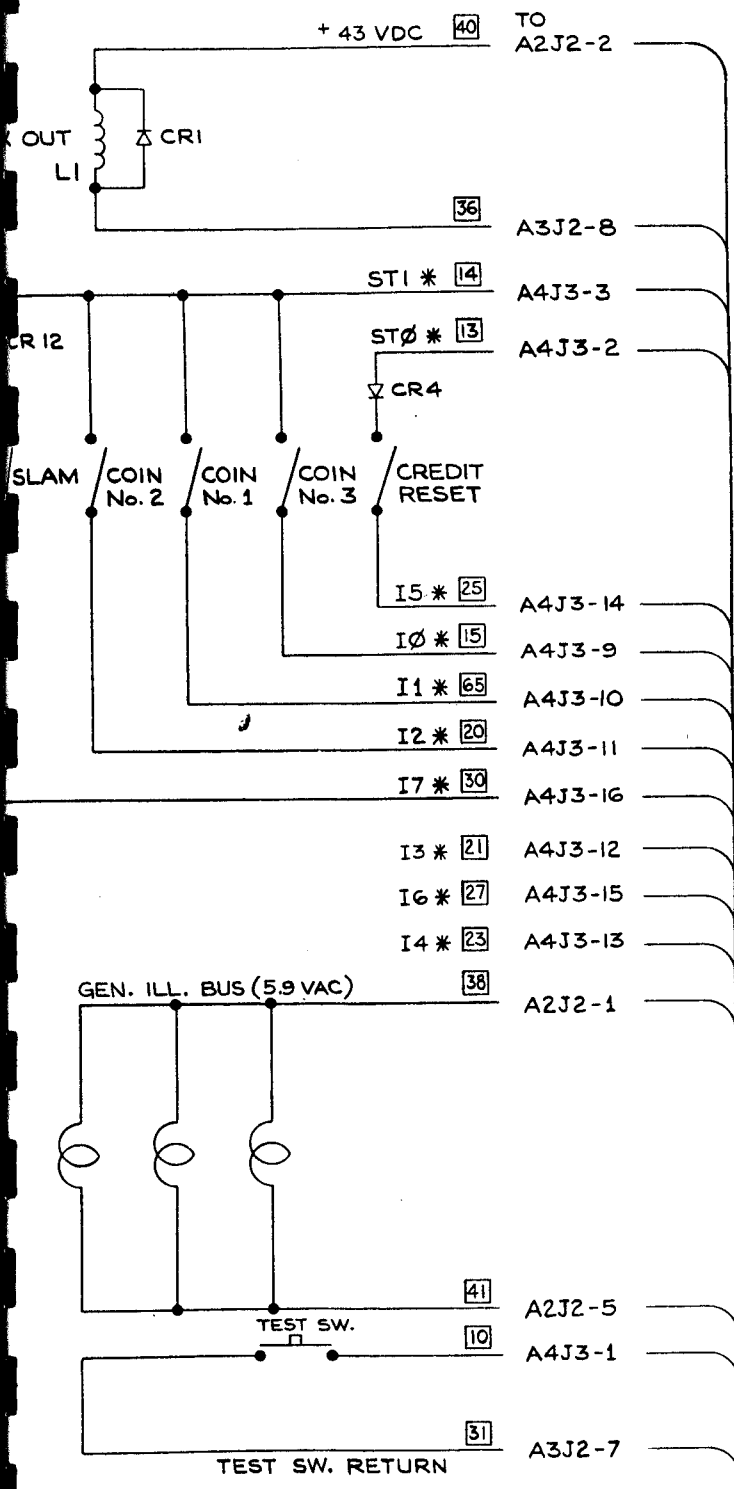 + 43 VDC 40 TO
A2J2-2
OUT CR1
L1
36 A3J2-8
ST1 * 14 A4J3-3
STØ * 13 A4J3-2
CR12
CR4
SLAM COIN No. 2 COIN No. 1 COIN No. 3 CREDIT RESET
I5 * 25 A4J3-14
IØ * 15 A4J3-9
I1 * 65 A4J3-10
I2 * 20 A4J3-11
I7 * 30 A4J3-16
I3 * 21 A4J3-12
I6 * 27 A4J3-15
I4 * 23 A4J3-13
GEN. ILL. BUS (5.9 VAC) 38 A2J2-1
41 A2J2-5
TEST SW. 10 A4J3-1
31 A3J2-7
TEST SW. RETURN